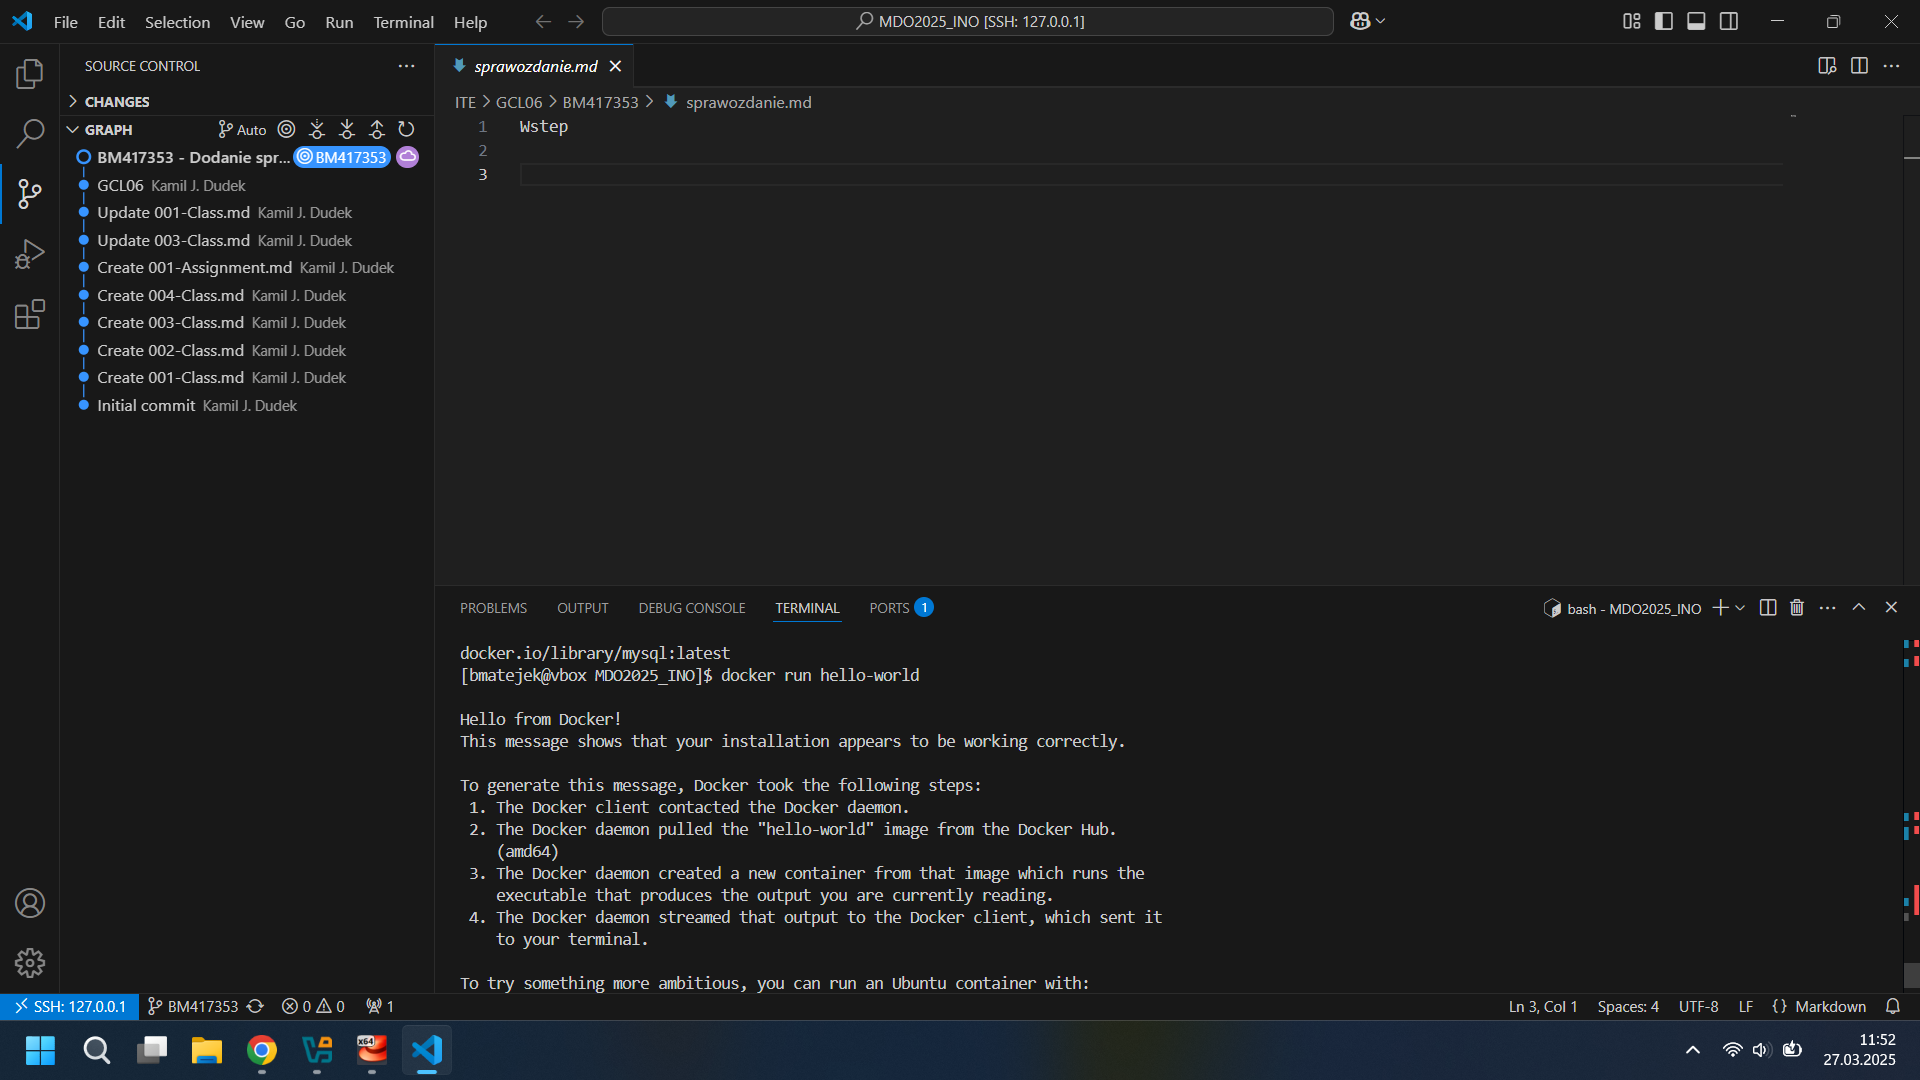 File Edit Selection View Go Run Terminal Help
MDO2025_INO [SSH: 127.0.0.1]
SOURCE CONTROL
CHANGES
GRAPH Auto
BM417353 - Dodanie spr... BM417353
GCL06 Kamil J. Dudek
Update 001-Class.md Kamil J. Dudek
Update 003-Class.md Kamil J. Dudek
Create 001-Assignment.md Kamil J. Dudek
Create 004-Class.md Kamil J. Dudek
Create 003-Class.md Kamil J. Dudek
Create 002-Class.md Kamil J. Dudek
Create 001-Class.md Kamil J. Dudek
Initial commit Kamil J. Dudek
sprawozdanie.md
ITE > GCL06 > BM417353 > sprawozdanie.md
1 Wstep
2
3
PROBLEMS OUTPUT DEBUG CONSOLE TERMINAL PORTS 1
bash - MDO2025_INO
docker.io/library/mysql:latest
[bmatejek@vbox MDO2025_INO]$ docker run hello-world
Hello from Docker!
This message shows that your installation appears to be working correctly.
To generate this message, Docker took the following steps:
1. The Docker client contacted the Docker daemon.
2. The Docker daemon pulled the "hello-world" image from the Docker Hub.
(amd64)
3. The Docker daemon created a new container from that image which runs the
executable that produces the output you are currently reading.
4. The Docker daemon streamed that output to the Docker client, which sent it
to your terminal.
To try something more ambitious, you can run an Ubuntu container with:
SSH: 127.0.0.1 BM417353 0 0 1
Ln 3, Col 1 Spaces: 4 UTF-8 LF {} Markdown
x64
11:52
27.03.2025